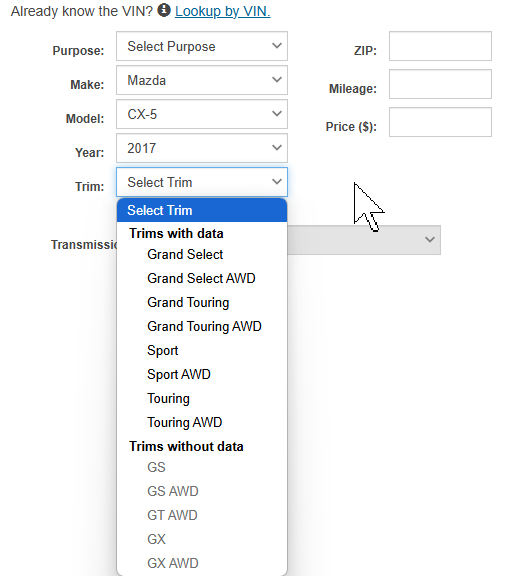 Already know the VIN? Lookup by VIN.
Purpose: Select Purpose ZIP:
Make: Mazda Mileage:
Model: CX-5 Price ($):
Year: 2017
Trim: Select Trim
Select Trim
Trims with data
Transmissio
Grand Select
Grand Select AWD
Grand Touring
Grand Touring AWD
Sport
Sport AWD
Touring
Touring AWD
Trims without data
GS
GS AWD
GT AWD
GX
GX AWD